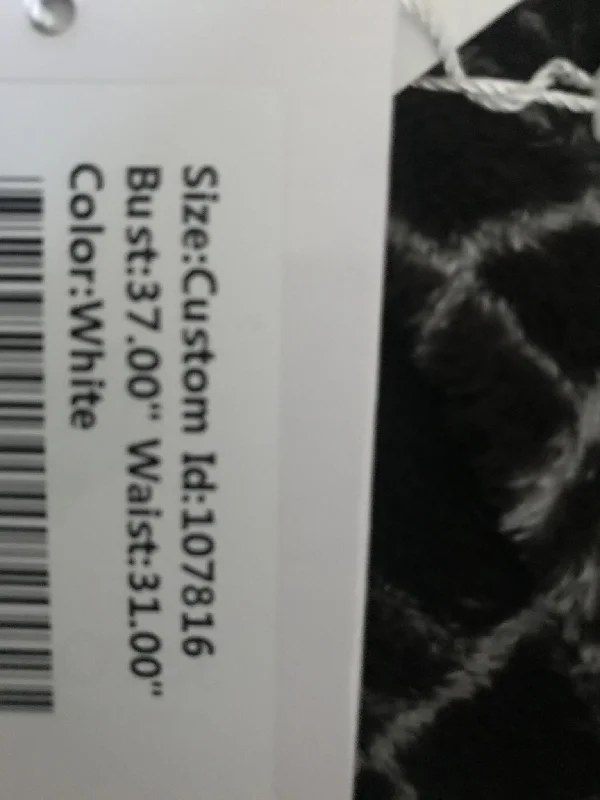 Size:Custom Id:107816
Bust:37.00" Waist:31.00"
Color:White